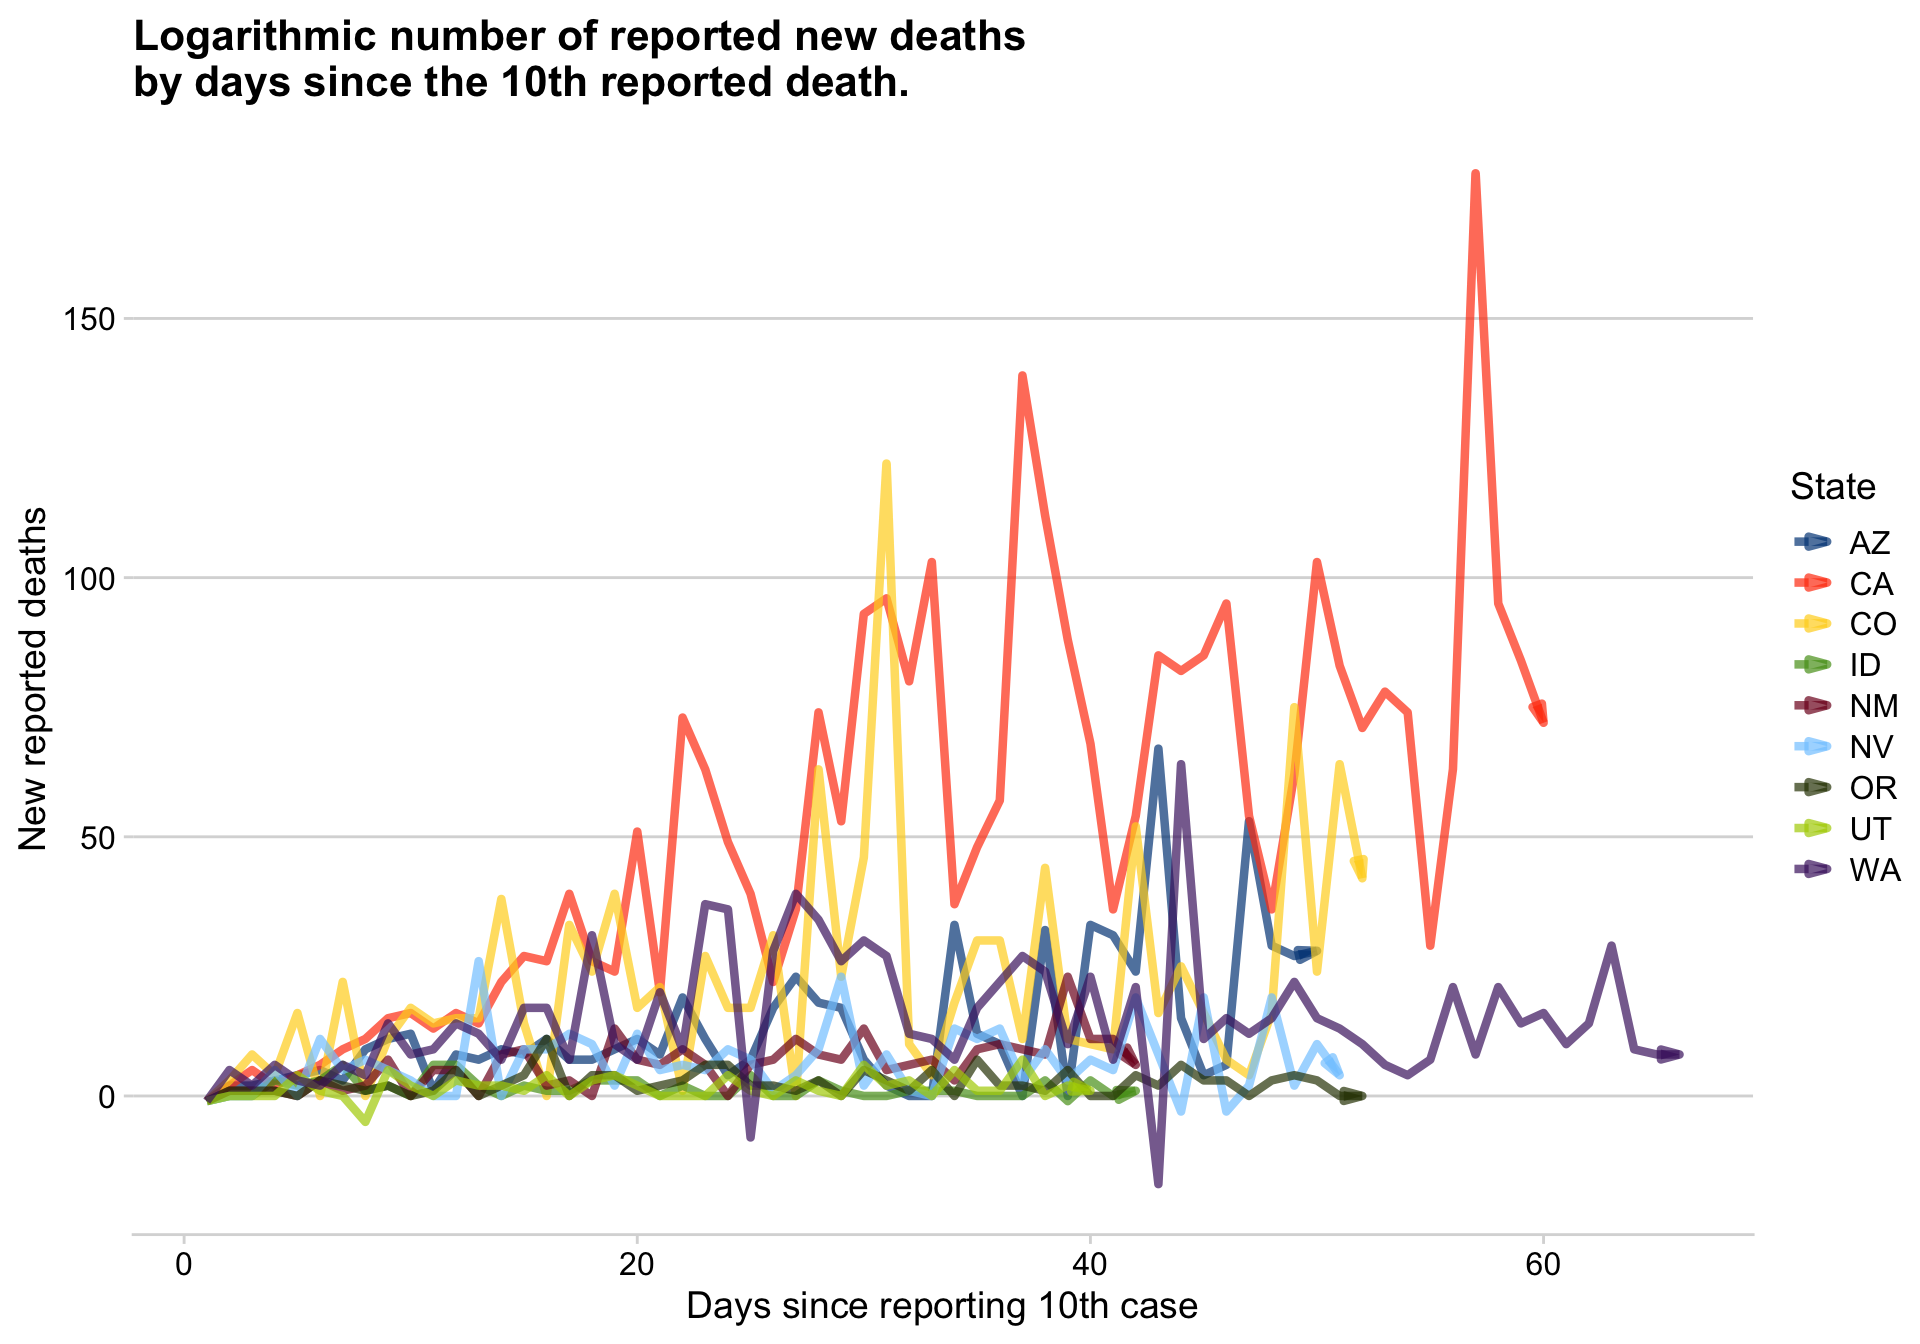 Logarithmic number of reported new deaths
by days since the 10th reported death.
New reported deaths
150
100
50
0
0
20
40
60
Days since reporting 10th case
State
AZ
CA
CO
ID
NM
NV
OR
UT
WA